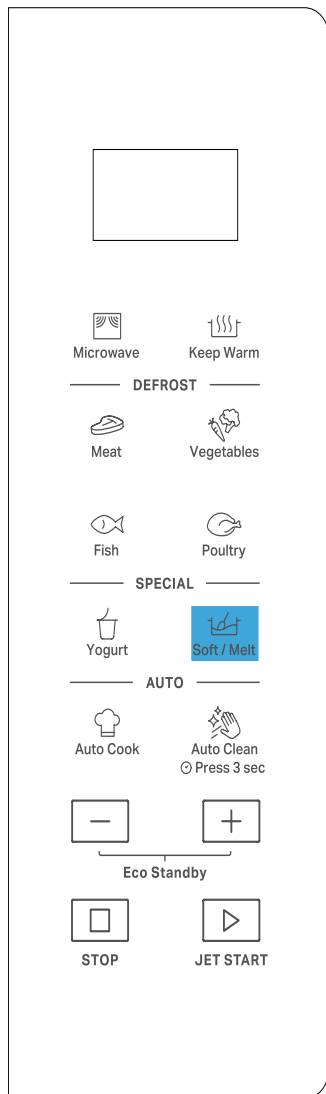 Microwave Keep Warm
DEFROST
Meat Vegetables
Fish Poultry
SPECIAL
Yogurt Soft / Melt
AUTO
Auto Cook Auto Clean
Press 3 sec
Eco Standby
STOP JET START